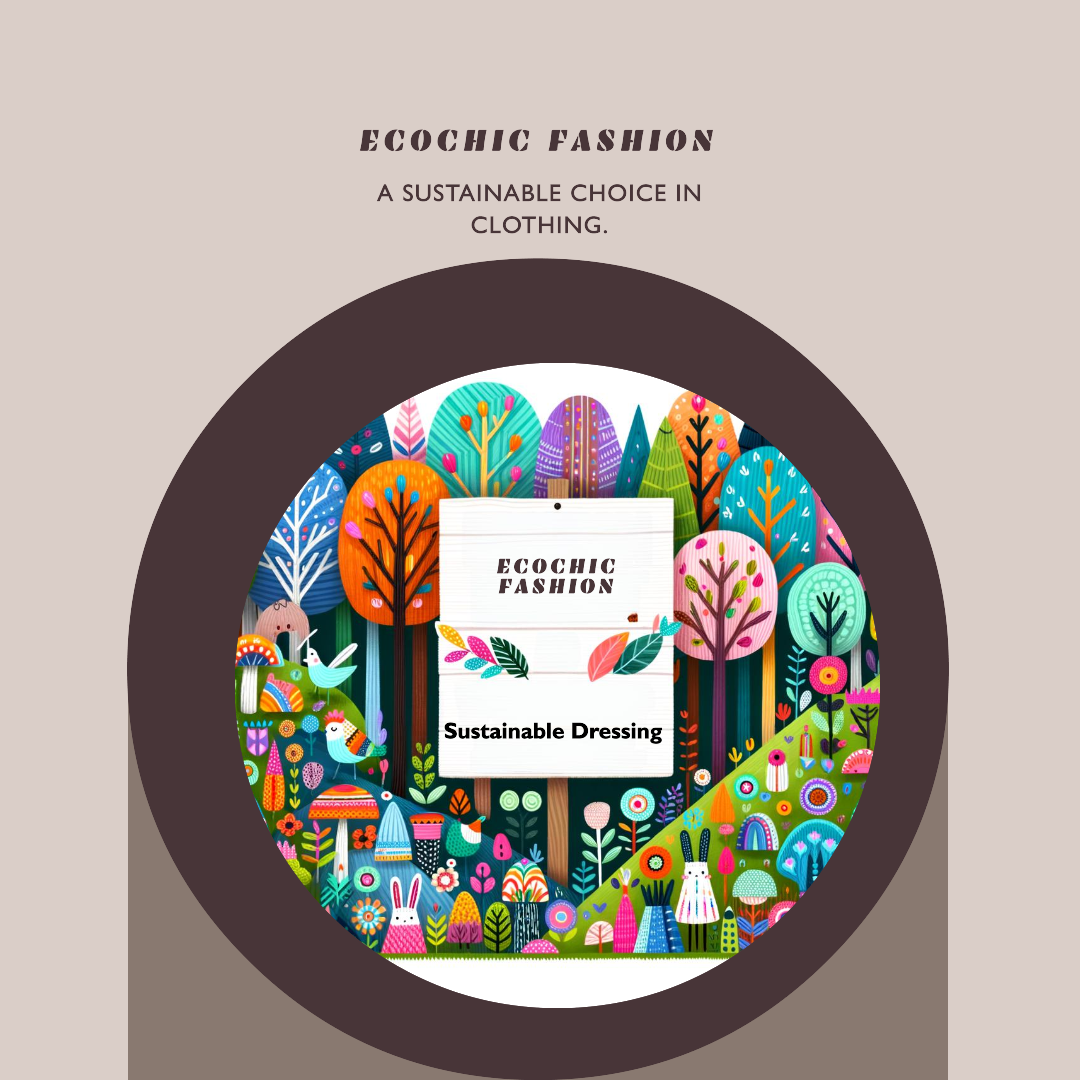 ECOCHIC FASHION
A SUSTAINABLE CHOICE IN
CLOTHING.
ECOCHIC
FASHION
Sustainable Dressing